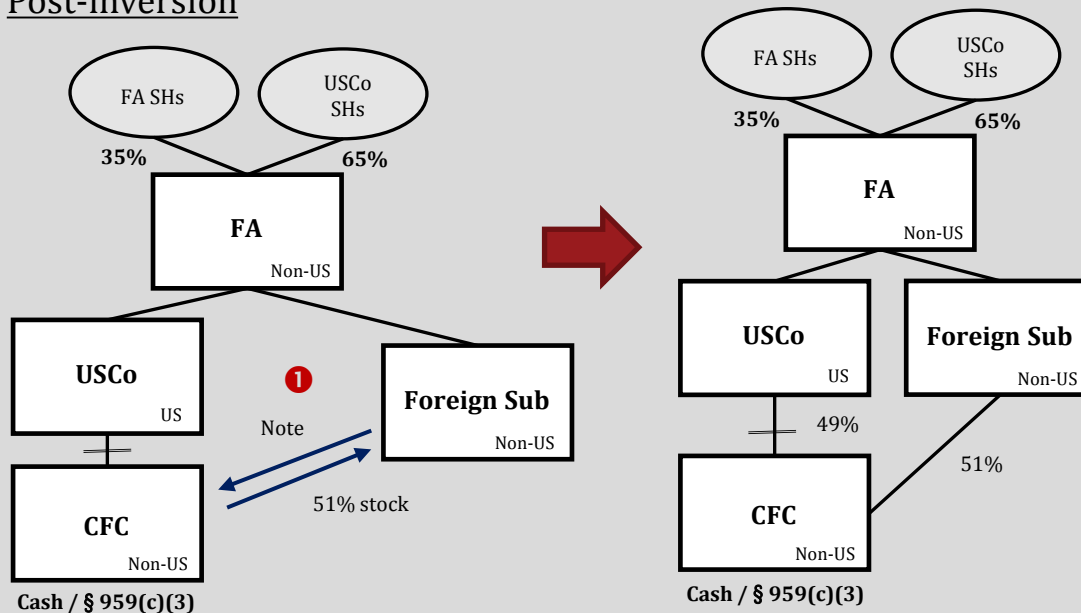 Post-Inversion
FA SHs
USCo
SHs
35%
65%
FA
Non-US
USCo
US
❶
Note
Foreign Sub
Non-US
51% stock
CFC
Non-US
Cash / § 959(c)(3)
FA SHs
USCo
SHs
35%
65%
FA
Non-US
USCo
US
Foreign Sub
Non-US
49%
51%
CFC
Non-US
Cash / § 959(c)(3)